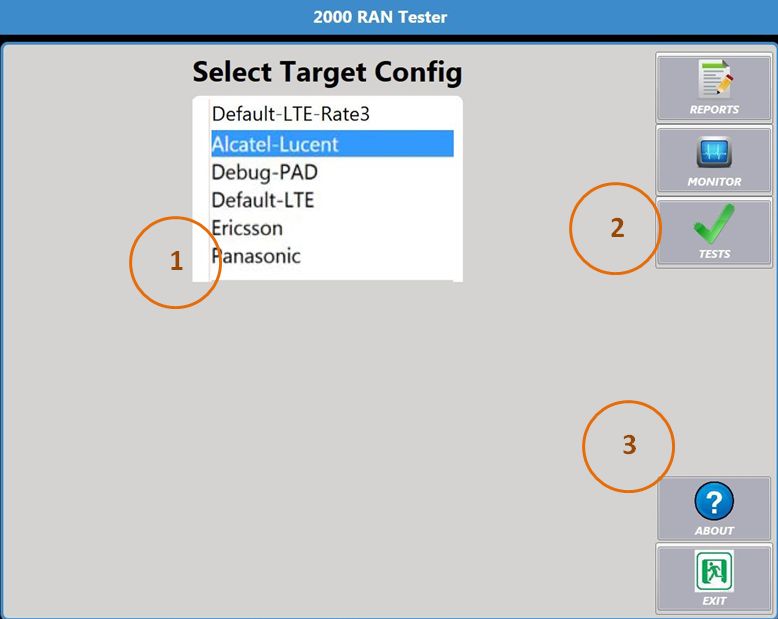 2000 RAN Tester
Select Target Config
Default-LTE-Rate3
Alcatel-Lucent
Debug-PAD
Default-LTE
Ericsson
Panasonic
1
REPORTS
MONITOR
2
TESTS
3
?
ABOUT
EXIT